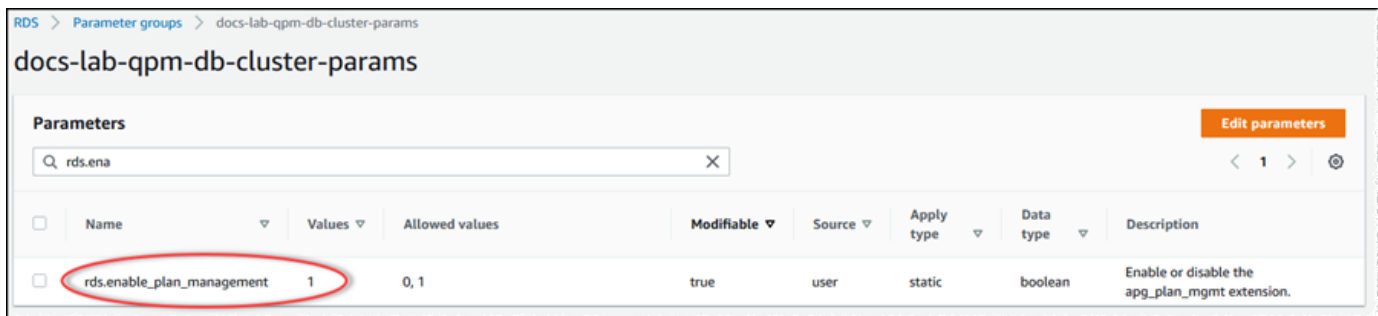 RDS > Parameter groups > docs-lab-qpm-db-cluster-params
docs-lab-qpm-db-cluster-params
Parameters
Edit parameters
rds.ena
< 1 >
Name Values Allowed values Modifiable Source Apply type Data type Description
rds.enable_plan_management 1 0, 1 true user static boolean Enable or disable the
apg_plan_mgmt extension.